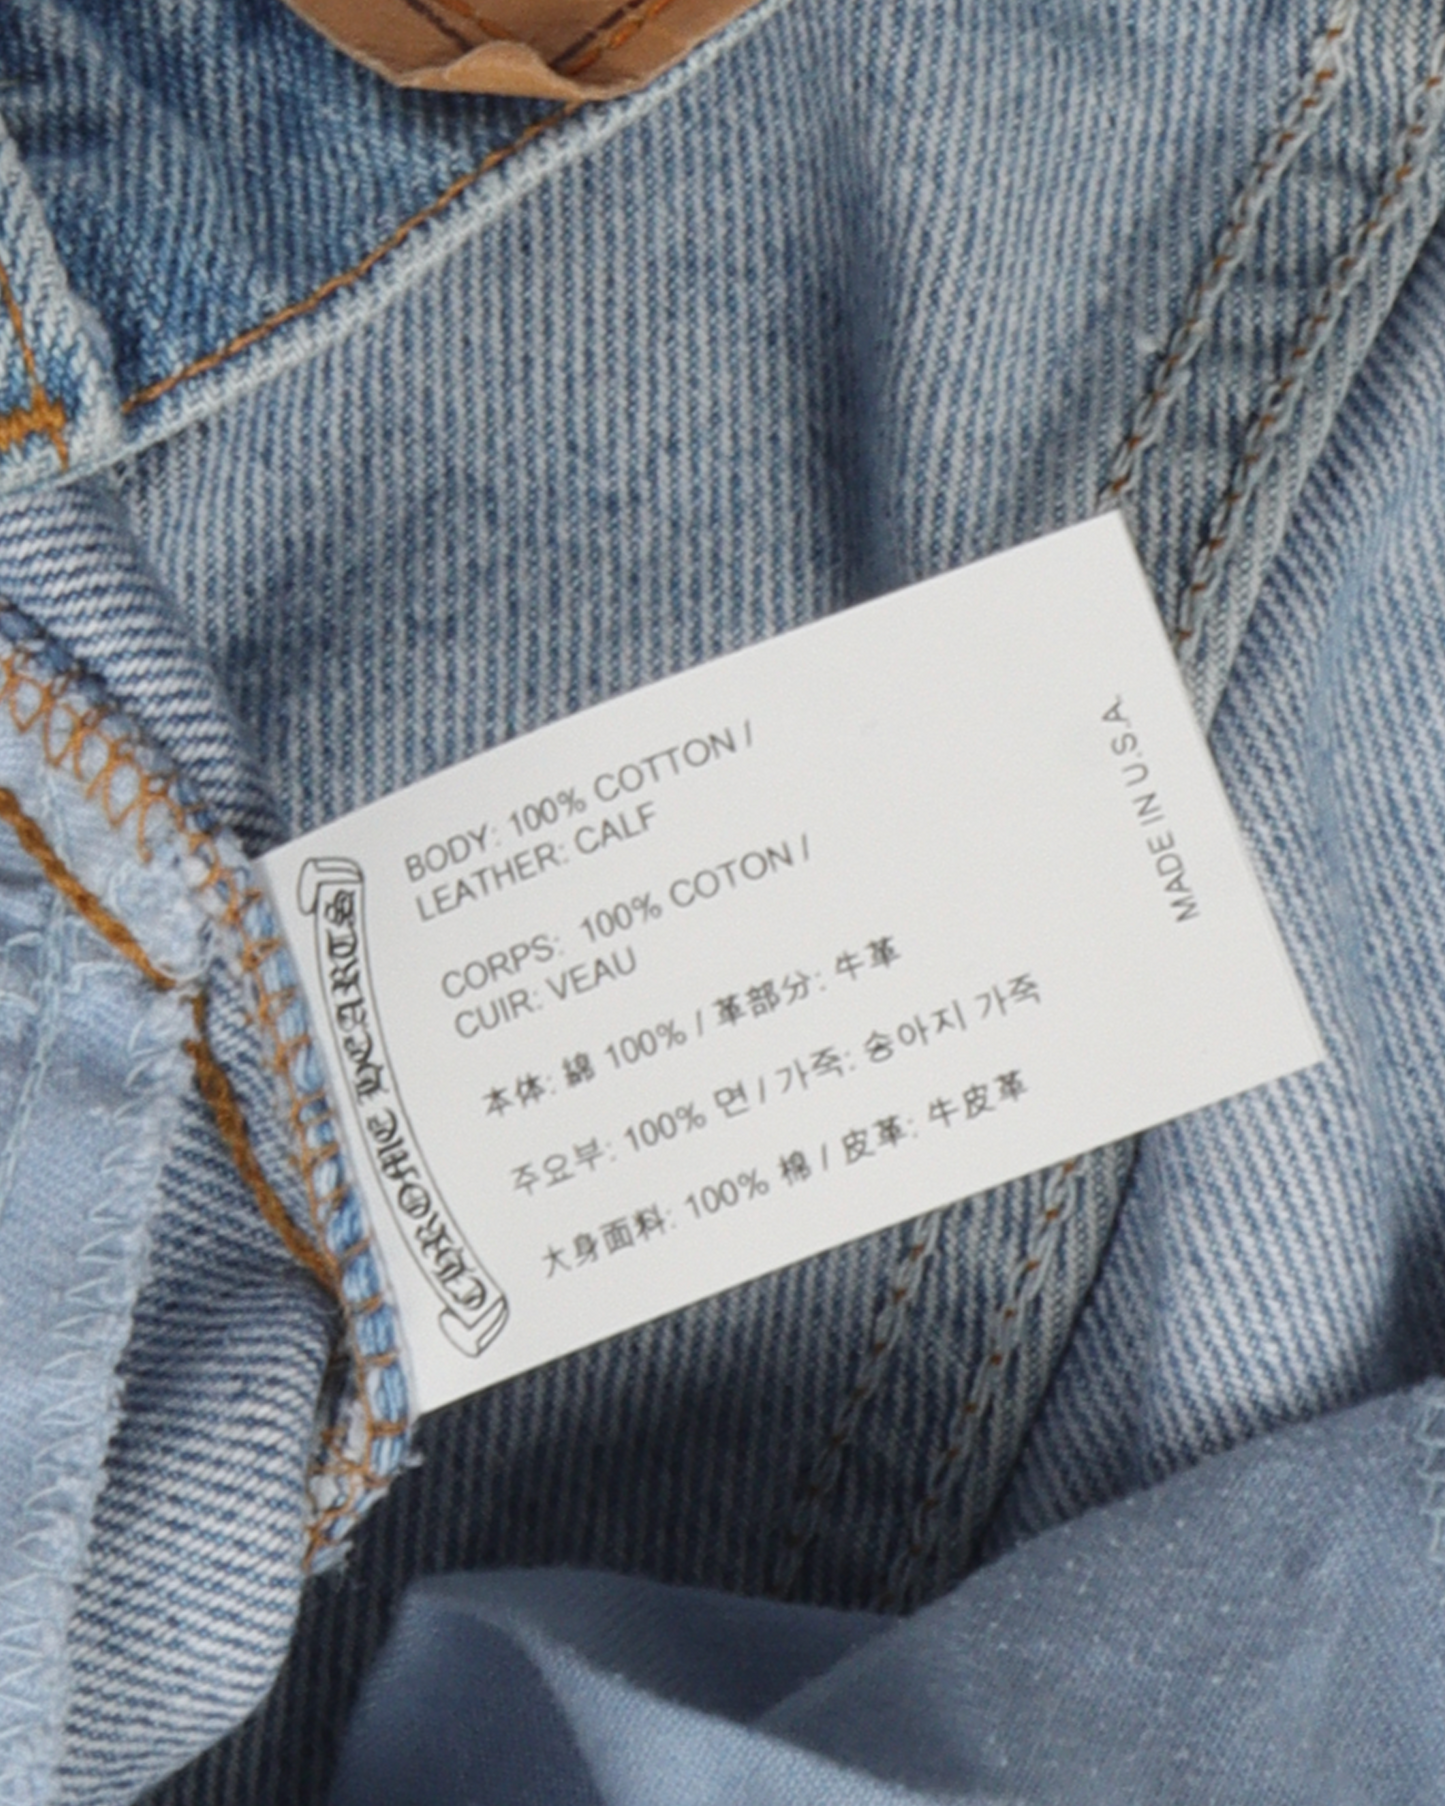 CHROME HEARTS
BODY: 100% COTTON /
LEATHER: CALF
CORPS: 100% COTON /
CUIR: VEAU
本体: 綿 100% / 革部分: 牛革
주요부: 100% 면 / 가죽: 송아지 가죽
大身面料: 100% 棉 / 皮革: 牛皮革
MADE IN U.S.A.